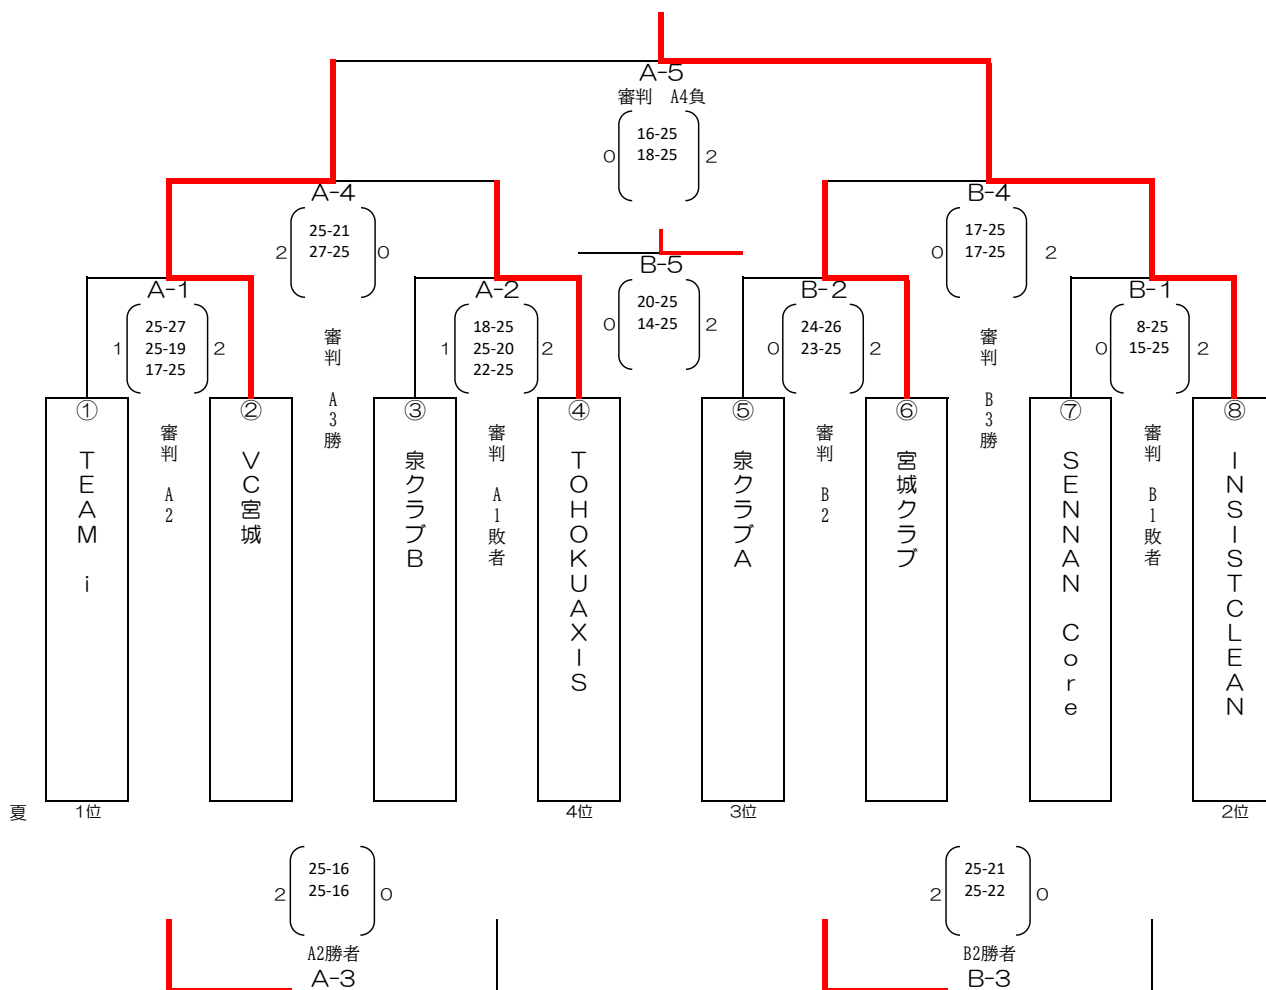 A-5
審判 A4負
16-25
0 18-25 2
A-4
B-4
25-21
2 27-25 0
17-25
0 17-25 2
B-5
20-25
0 14-25 2
A-1
A-2
B-2
B-1
25-27
1 25-19 2
17-25
18-25
1 25-20 2
22-25
24-26
0 23-25 2
8-25
0 15-25 2
審判 A3勝
審判 B3勝
① TEAM i
審判 A2
② VC宮城
③ 泉クラブB
審判 A1敗者
④ TOHOKUAXIS
⑤ 泉クラブA
審判 B2
⑥ 宮城クラブ
⑦ SENNAN Core
審判 B1敗者
⑧ INSISTCLEAN
夏 1位 4位 3位 2位
25-16
2 25-16 0
A2勝者
A-3
25-21
2 25-22 0
B2勝者
B-3